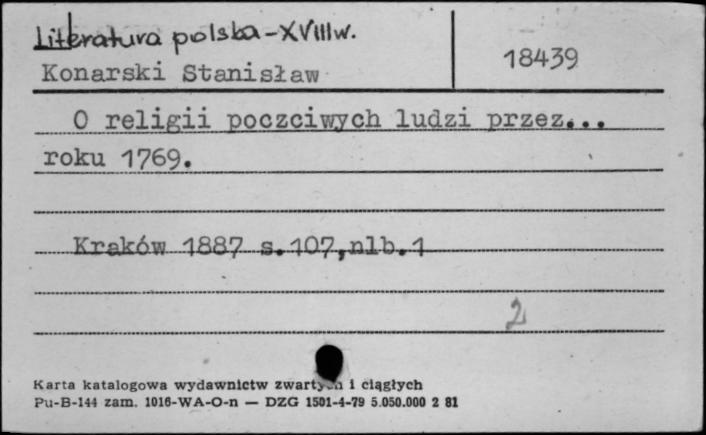 Literatura polska - XVIII w.
Konarski Stanisław
18439
O religii poczciwych ludzi przez...
roku 1769.
Kraków 1887 s.107,nlb.1
2
Karta katalogowa wydawnictw zwartych i ciągłych
Pu-B-144 zam. 1016-WA-O-n — DZG 1501-4-79 5.050.000 2 81